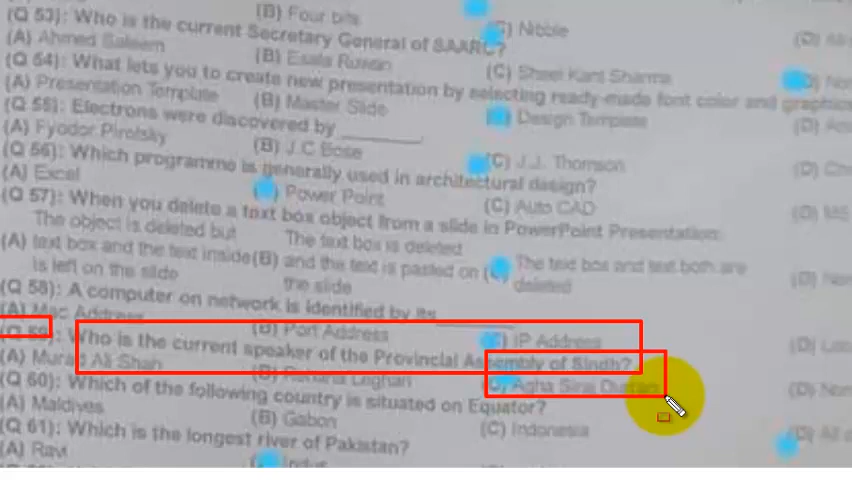 (B) Four bits
(Q 53): Who is the current Secretary General of SAARC?
(C) Nibble
(A) Ahmed Saleem
(B) Esala Ruwan
(C) Sheel Kant Sharma
(Q 54): What lets you to create new presentation by selecting ready-made font color and graphics
(A) Presentation Template
(B) Master Slide
Design Template
(Q 55): Electrons were discovered by ________
(A) Fyodor Pirotsky
(B) J.C Bose
(C) J.J. Thomson
(Q 56): Which programme is generally used in architectural design?
(A) Excel
Power Point
(C) Auto CAD
(D) MS
(Q 57): When you delete a text box object from a slide in PowerPoint Presentation:
The object is deleted but
(A) text box and the text inside
is left on the slide
The text box is deleted
(B) and the text is pasted on
the slide
The text box and text both are
deleted
(Q 58): A computer on network is identified by its ________
(A) Mac Address
(B) Port Address
IP Address
(Q 59): Who is the current speaker of the Provincial Assembly of Sindh?
(A) Murad Ali Shah
(B) Rahila Leghari
Agha Siraj Durrani
(Q 60): Which of the following country is situated on Equator?
(A) Maldives
(B) Gabon
(C) Indonesia
(D) All
(Q 61): Which is the longest river of Pakistan?
(A) Ravi
Indus